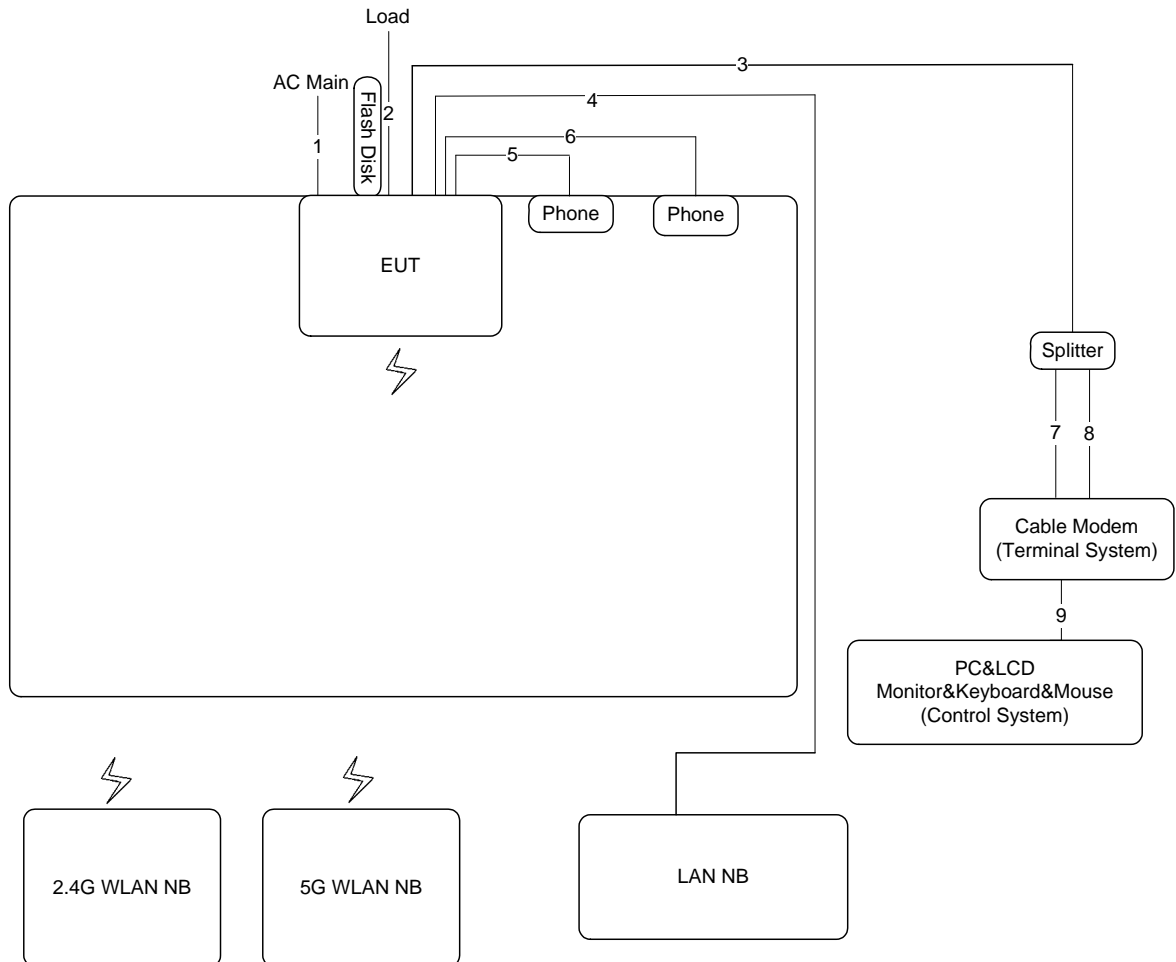 Load
3
AC Main
Flash Disk
2
4
1
6
5
Phone
Phone
EUT
Splitter
7
8
Cable Modem
(Terminal System)
9
PC&LCD
Monitor&Keyboard&Mouse
(Control System)
2.4G WLAN NB
5G WLAN NB
LAN NB